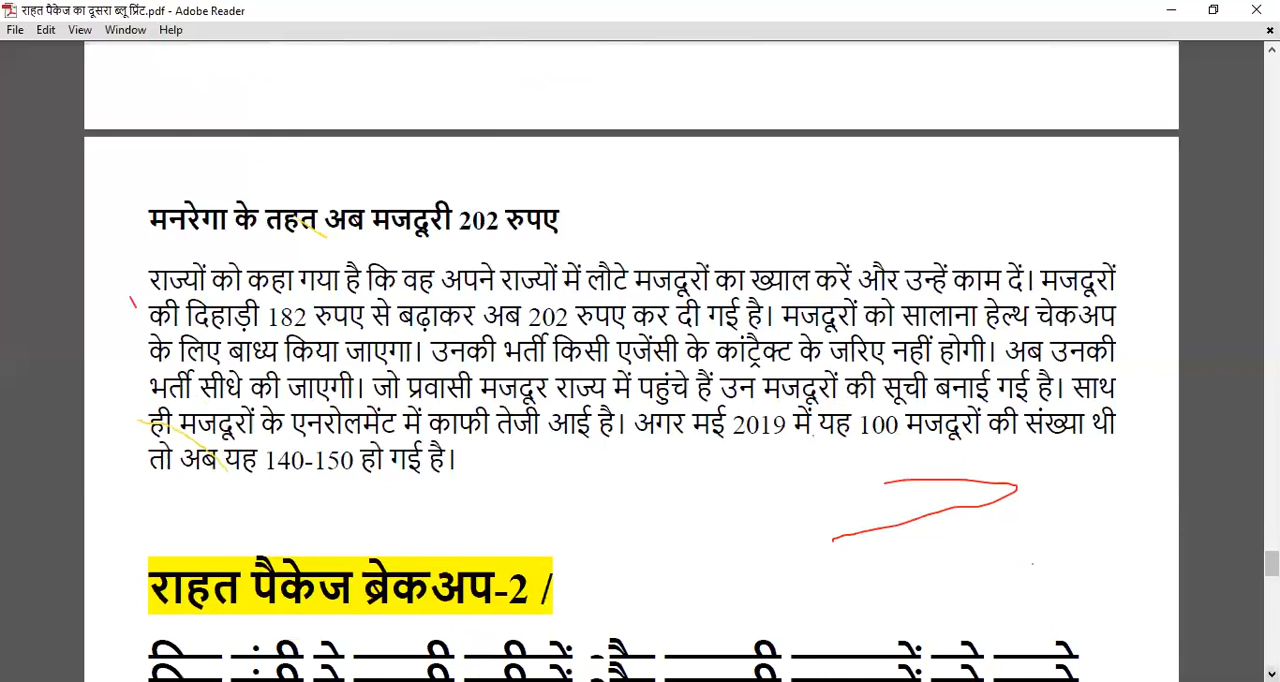 राहत पैकेज का दूसरा ब्लू प्रिंट.pdf - Adobe Reader
File Edit View Window Help
मनरेगा के तहत अब मजदूरी 202 रुपए
राज्यों को कहा गया है कि वह अपने राज्यों में लौटे मजदूरों का ख्याल करें और उन्हें काम दें। मजदूरों
की दिहाड़ी 182 रुपए से बढ़ाकर अब 202 रुपए कर दी गई है। मजदूरों को सालाना हेल्थ चेकअप
के लिए बाध्य किया जाएगा। उनकी भर्ती किसी एजेंसी के कांट्रैक्ट के जरिए नहीं होगी। अब उनकी
भर्ती सीधे की जाएगी। जो प्रवासी मजदूर राज्य में पहुंचे हैं उन मजदूरों की सूची बनाई गई है। साथ
ही मजदूरों के एनरोलमेंट में काफी तेजी आई है। अगर मई 2019 में यह 100 मजदूरों की संख्या थी
तो अब यह 140-150 हो गई है।
राहत पैकेज ब्रेकअप-2 /